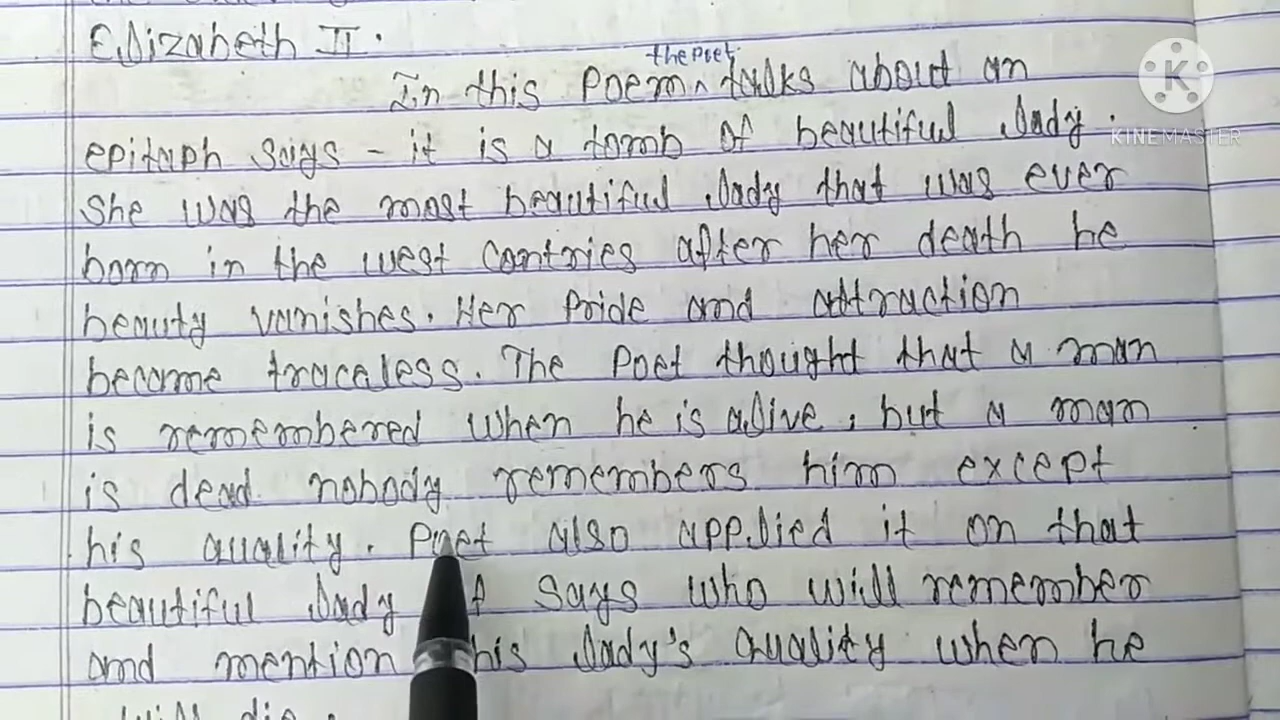 Elizabeth II.
the poet
In this Poem ^ talks about an
epitaph says - it is a tomb of beautiful lady.
She was the most beautiful lady that was ever
born in the west contries after her death he
beauty vanishes. Her Pride and attraction
become traceless. The Poet thought that a man
is remembered when he is alive, but a man
is dead nobody remembers him except
his quality. Poet also applied it on that
beautiful lady says who will remember
and mention this lady's quality when he
will die.
K
KINEMASTER